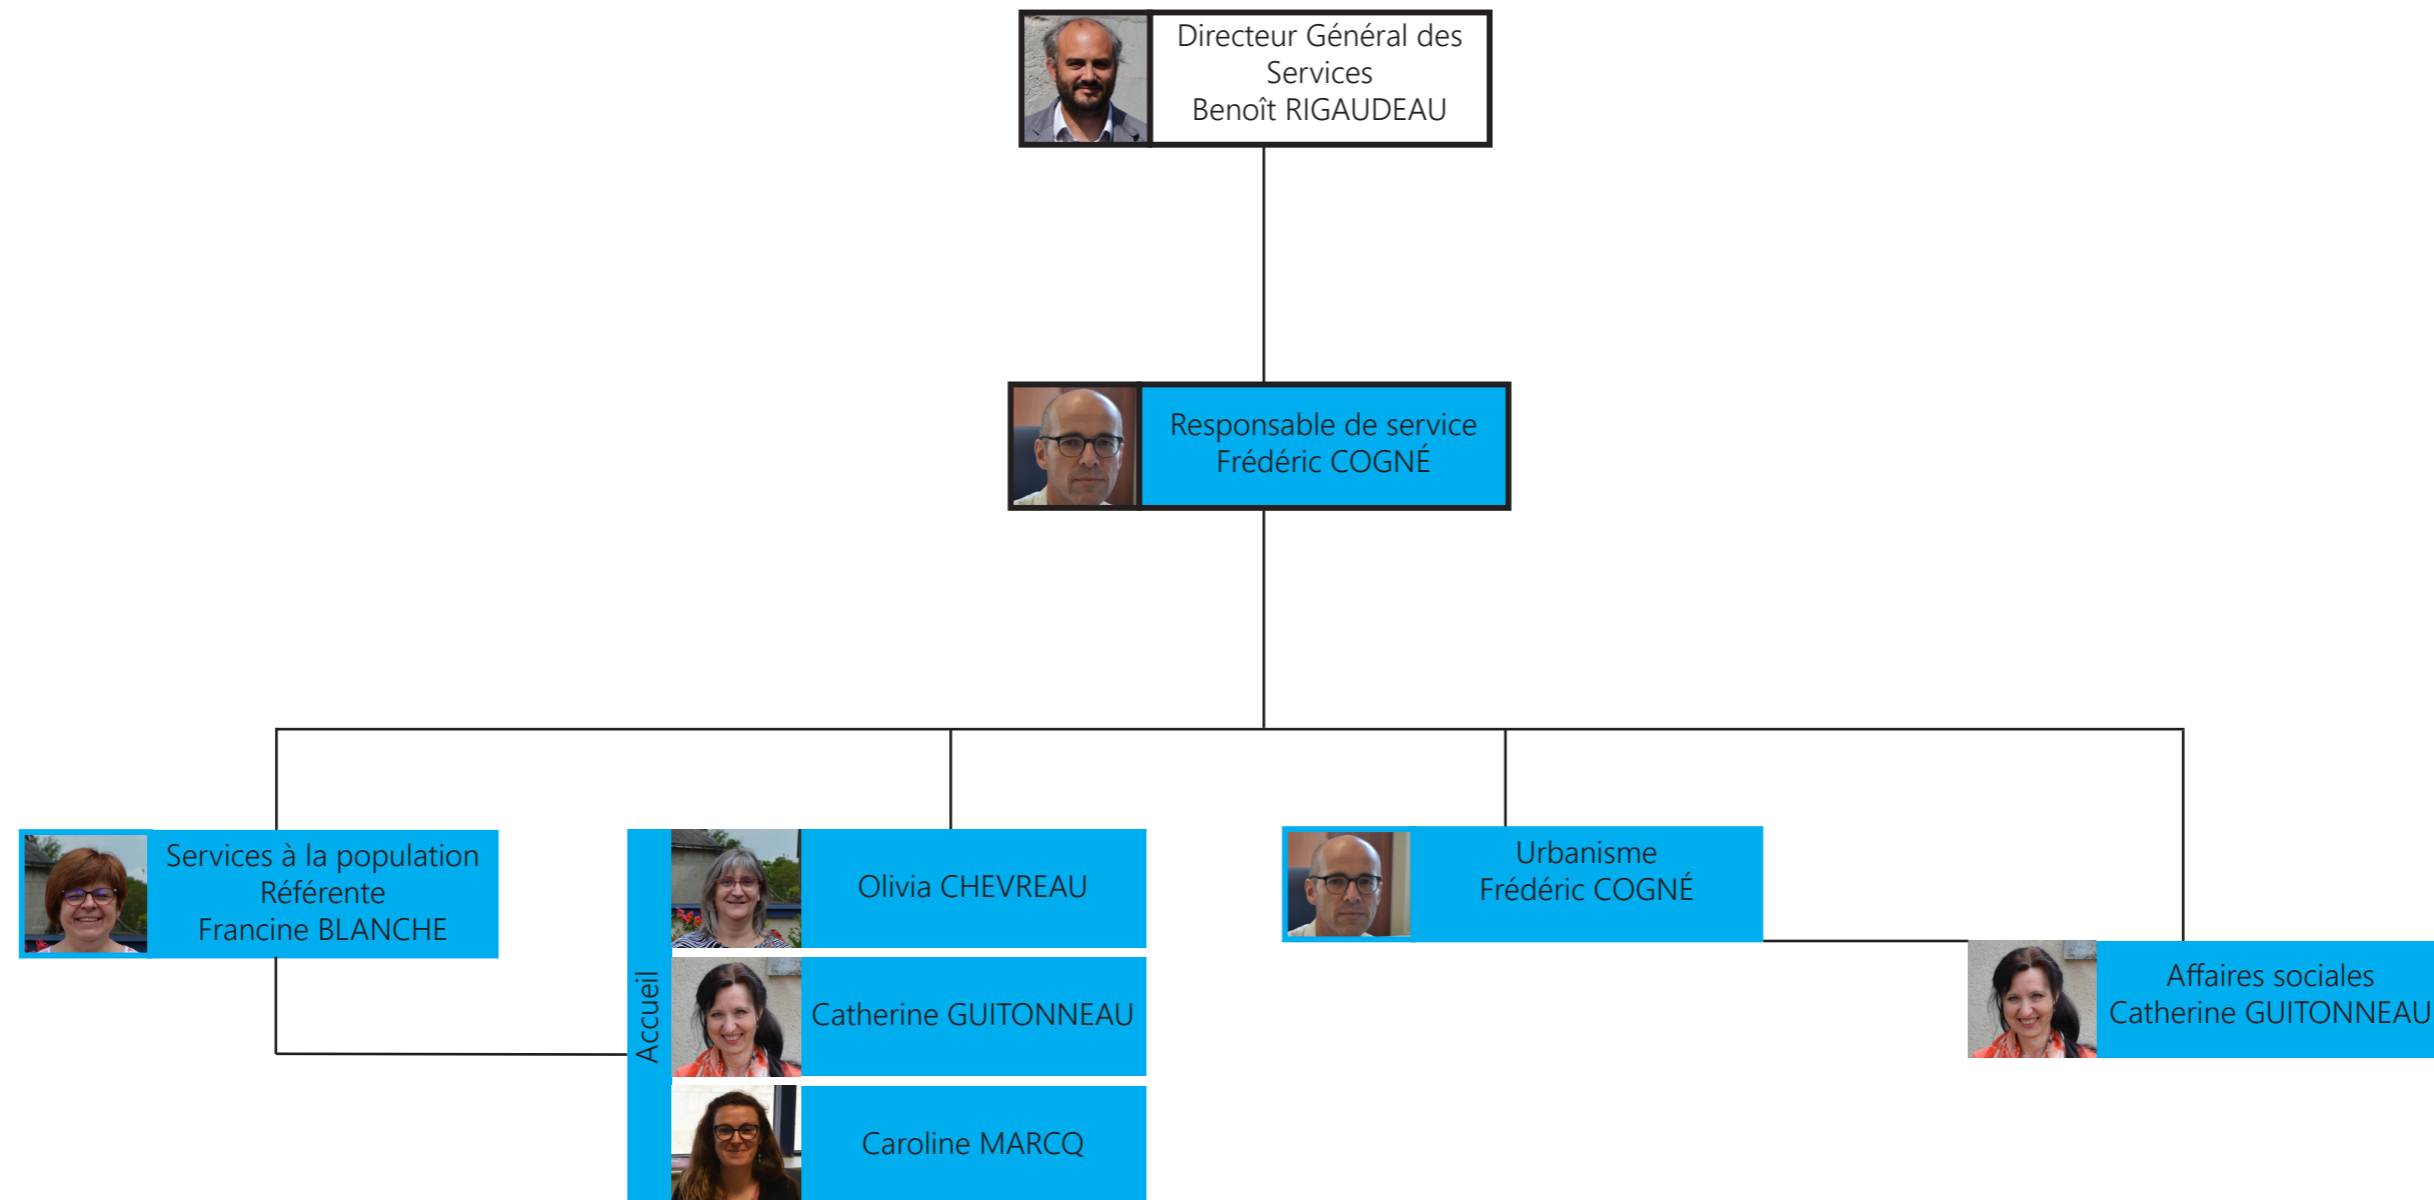 Directeur Général des
Services
Benoît RIGAUDEAU
Responsable de service
Frédéric COGNÉ
Services à la population
Référente
Francine BLANCHE
Accueil
Olivia CHEVREAU
Catherine GUITONNEAU
Caroline MARCQ
Urbanisme
Frédéric COGNÉ
Affaires sociales
Catherine GUITONNEAU